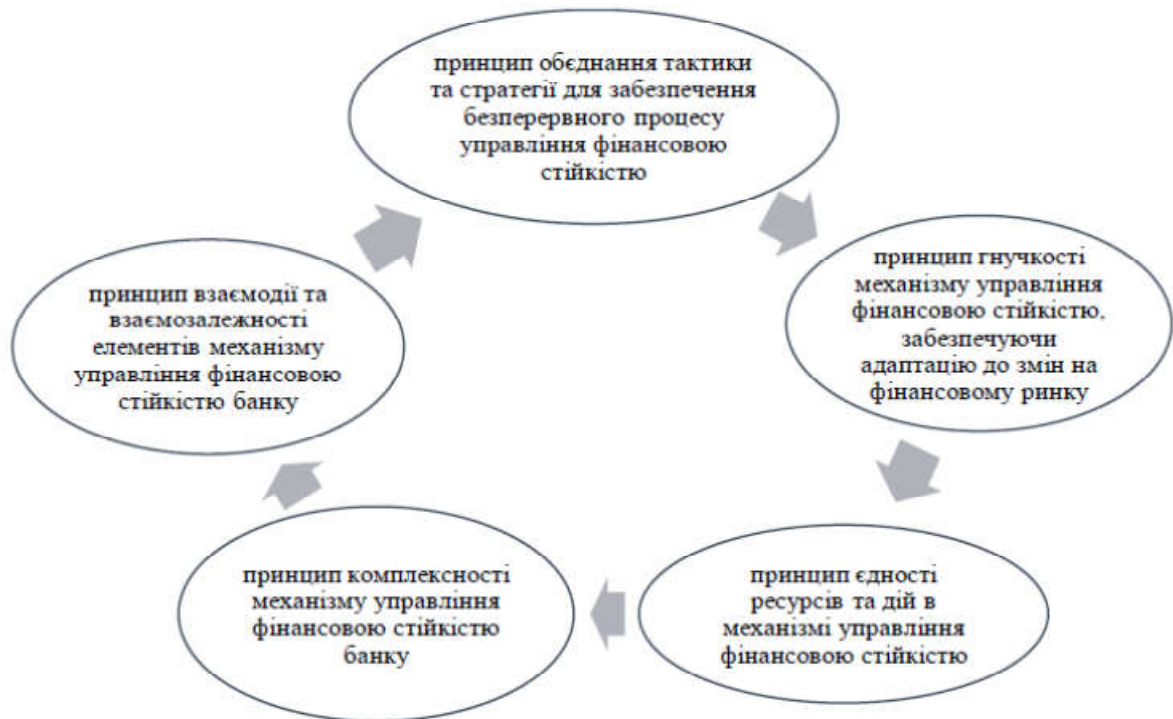 принцип обєднання тактики
та стратегії для забезпечення
безперервного процесу
управління фінансовою
стійкістю
принцип гнучкості
механізму управління
фінансовою стійкістю,
забезпечуючи
адаптацію до змін на
фінансовому ринку
принцип єдності
ресурсів та дій в
механізмі управління
фінансовою стійкістю
принцип комплексності
механізму управління
фінансовою стійкістю
банку
принцип взаємодії та
взаємозалежності
елементів механізму
управління фінансовою
стійкістю банку